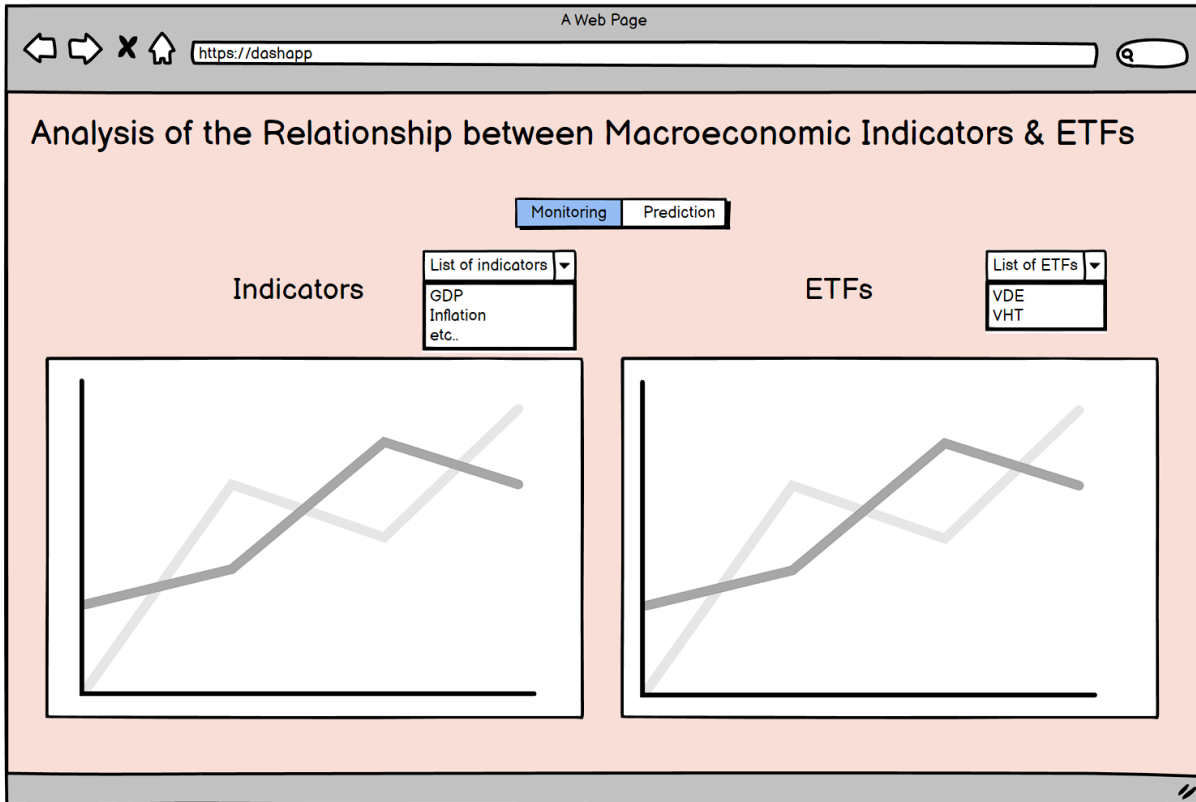 A Web Page
https://dashapp
Analysis of the Relationship between Macroeconomic Indicators & ETFs
Monitoring Prediction
Indicators
List of indicators
GDP
Inflation
etc..
ETFs
List of ETFs
VDE
VHT